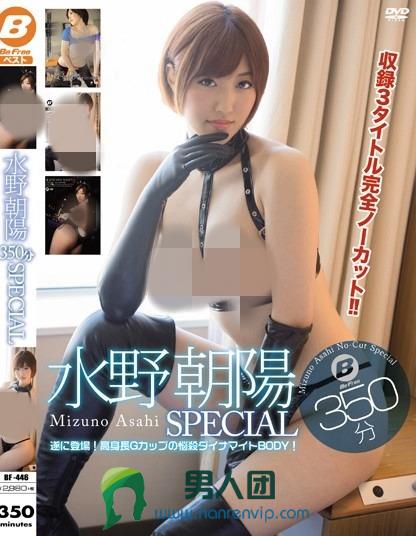 B
Be Free
ベスト
水野朝陽
350分
SPECIAL
BF-446
350
minutes
DVD
VIDEO
収録3タイトル完全ノーカット!!
水野朝陽
Mizuno Asahi
SPECIAL
遂に登場!高身長Gカップの悩殺ダイナマイトBODY!
Mizuno Asahi No-Cut Special
B
Be Free
350
分
男人团
www.nanrenvip.com